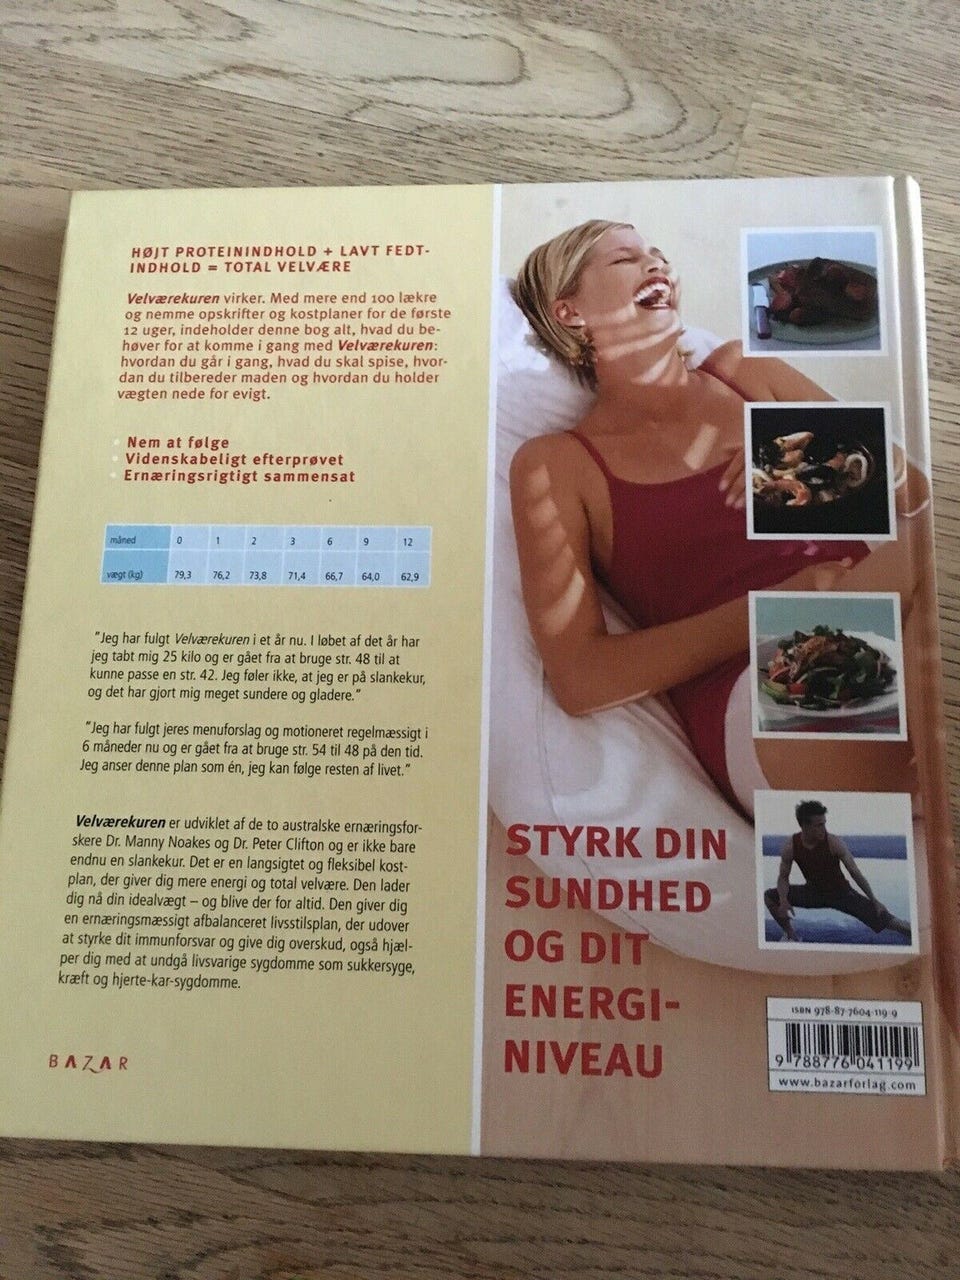 HØJT PROTEININDHOLD + LAVT FEDT-
INDHOLD = TOTAL VELVÆRE
Velværekuren virker. Med mere end 100 lækre
og nemme opskrifter og kostplaner for de første
12 uger, indeholder denne bog alt, hvad du be-
høver for at komme i gang med Velværekuren:
hvordan du går i gang, hvad du skal spise, hvor-
dan du tilbereder maden og hvordan du holder
vægten nede for evigt.
• Nem at følge
• Videnskabeligt efterprøvet
• Ernæringsrigtigt sammensat
måned 0 1 2 3 6 9 12
vægt (kg) 79,3 76,2 73,8 71,4 66,7 64,0 62,9
"Jeg har fulgt Velværekuren i et år nu. I løbet af det år har
jeg tabt mig 25 kilo og er gået fra at bruge str. 48 til at
kunne passe en str. 42. Jeg føler ikke, at jeg er på slankekur,
og det har gjort mig meget sundere og gladere."
"Jeg har fulgt jeres menuforslag og motioneret regelmæssigt i
6 måneder nu og er gået fra at bruge str. 54 til 48 på den tid.
Jeg anser denne plan som én, jeg kan følge resten af livet."
Velværekuren er udviklet af de to australske ernæringsfor-
skere Dr. Manny Noakes og Dr. Peter Clifton og er ikke bare
endnu en slankekur. Det er en langsigtet og fleksibel kost-
plan, der giver dig mere energi og total velvære. Den lader
dig nå din idealvægt – og blive der for altid. Den giver dig
en ernæringsmæssigt afbalanceret livsstilsplan, der udover
at styrke dit immunforsvar og give dig overskud, også hjæl-
per dig med at undgå livsvarige sygdomme som sukkersyge,
kræft og hjerte-kar-sygdomme.
BAZAR
STYRK DIN
SUNDHED
OG DIT
ENERGI-
NIVEAU
ISBN 978-87-7604-119-9
9 788776 041199
www.bazarforlag.com